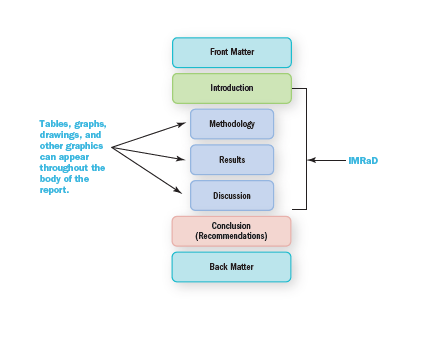 Front Matter
Introduction
Methodology
Results
Discussion
Conclusion
(Recommendations)
Back Matter
Tables, graphs,
drawings, and
other graphics
can appear
throughout the
body of the
report.
IMRaD